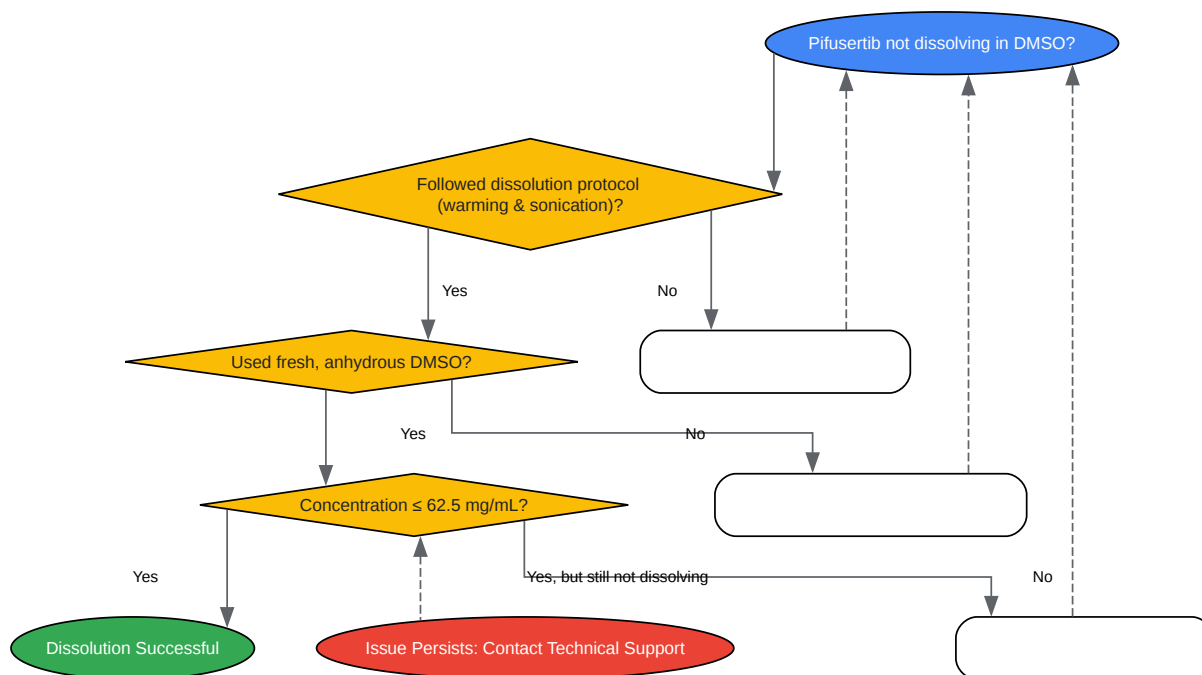 Pifusertib not dissolving in DMSO?
Followed dissolution protocol
(warming & sonication)?
Yes
No
Used fresh, anhydrous DMSO?
Yes
No
Concentration ≤ 62.5 mg/mL?
Yes
Yes, but still not dissolving
No
Dissolution Successful
Issue Persists: Contact Technical Support